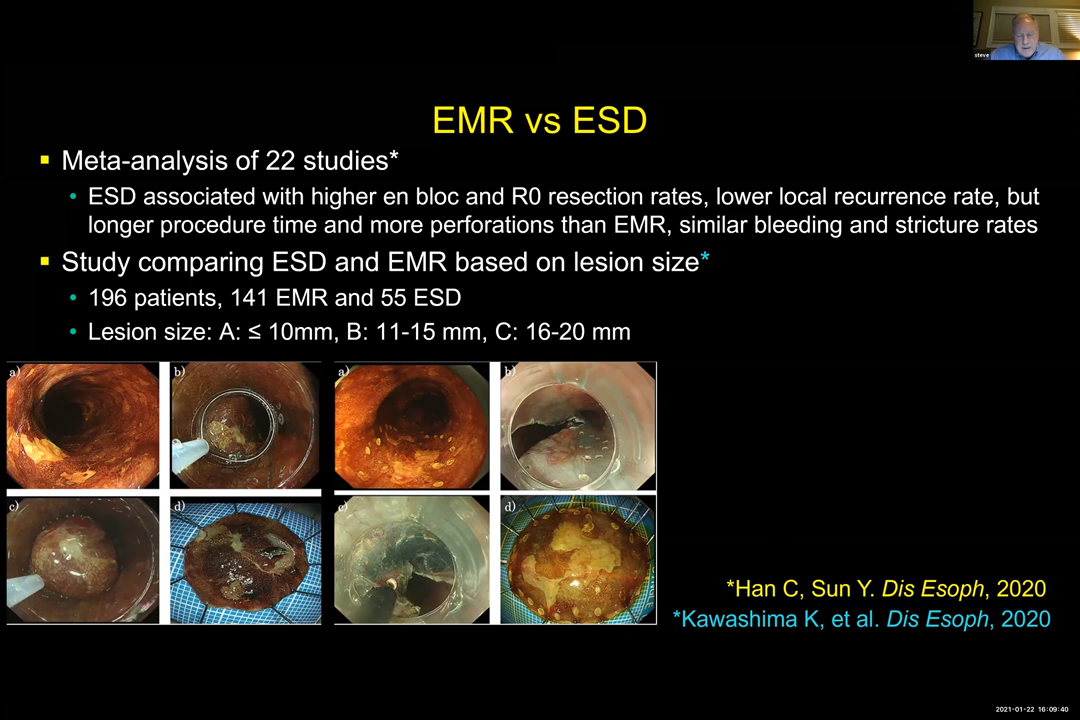 steve
EMR vs ESD
▪ Meta-analysis of 22 studies*
• ESD associated with higher en bloc and R0 resection rates, lower local recurrence rate, but
longer procedure time and more perforations than EMR, similar bleeding and stricture rates
▪ Study comparing ESD and EMR based on lesion size*
• 196 patients, 141 EMR and 55 ESD
• Lesion size: A: ≤ 10mm, B: 11-15 mm, C: 16-20 mm
a) b) a) b)
c) d) c) d)
*Han C, Sun Y. Dis Esoph, 2020
*Kawashima K, et al. Dis Esoph, 2020
2021-01-22 16:09:40